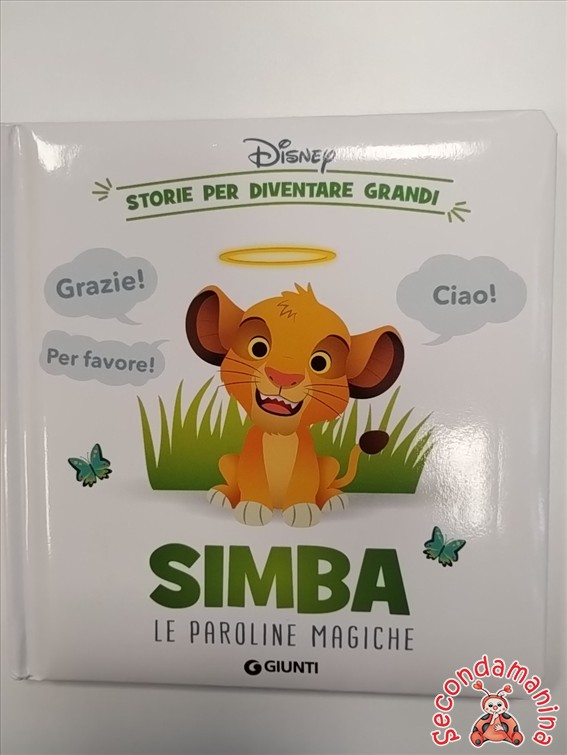 Disney
STORIE PER DIVENTARE GRANDI
Grazie!
Ciao!
Per favore!
SIMBA
LE PAROLINE MAGICHE
GIUNTI
secondamanina